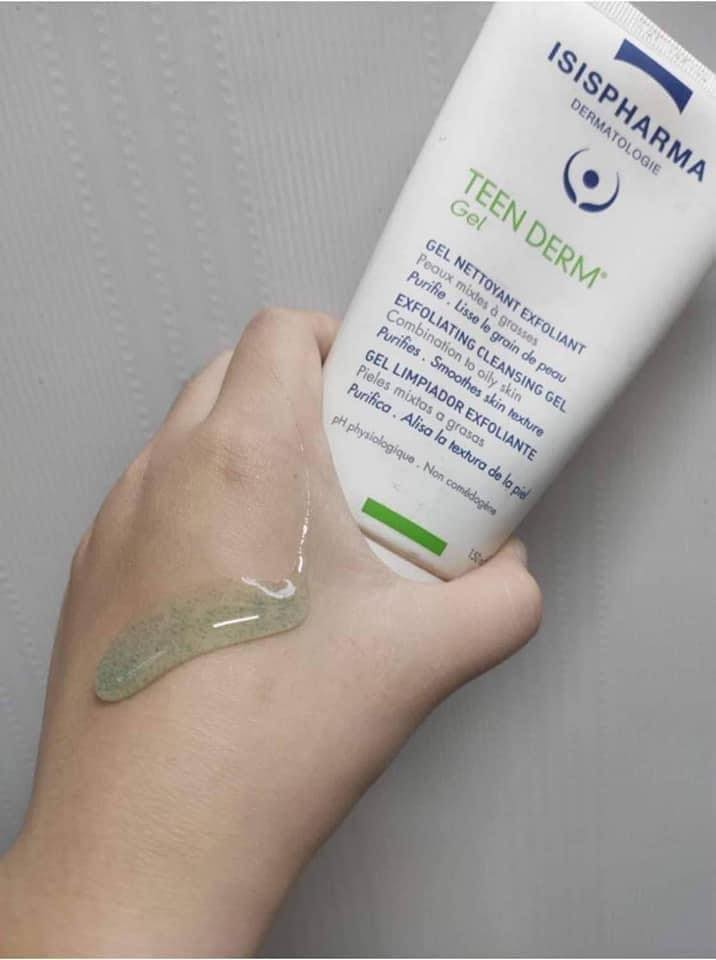 ISISPHARMA
DERMATOLOGIE
TEEN DERM®
Gel
GEL NETTOYANT EXFOLIANT
Peaux mixtes à grasses
Purifie . Lisse le grain de peau
EXFOLIATING CLEANSING GEL
Combination to oily skin
Purifies . Smoothes skin texture
GEL LIMPIADOR EXFOLIANTE
Pieles mixtas a grasas
Purifica . Alisa la textura de la piel
pH physiologique . Non comédogène